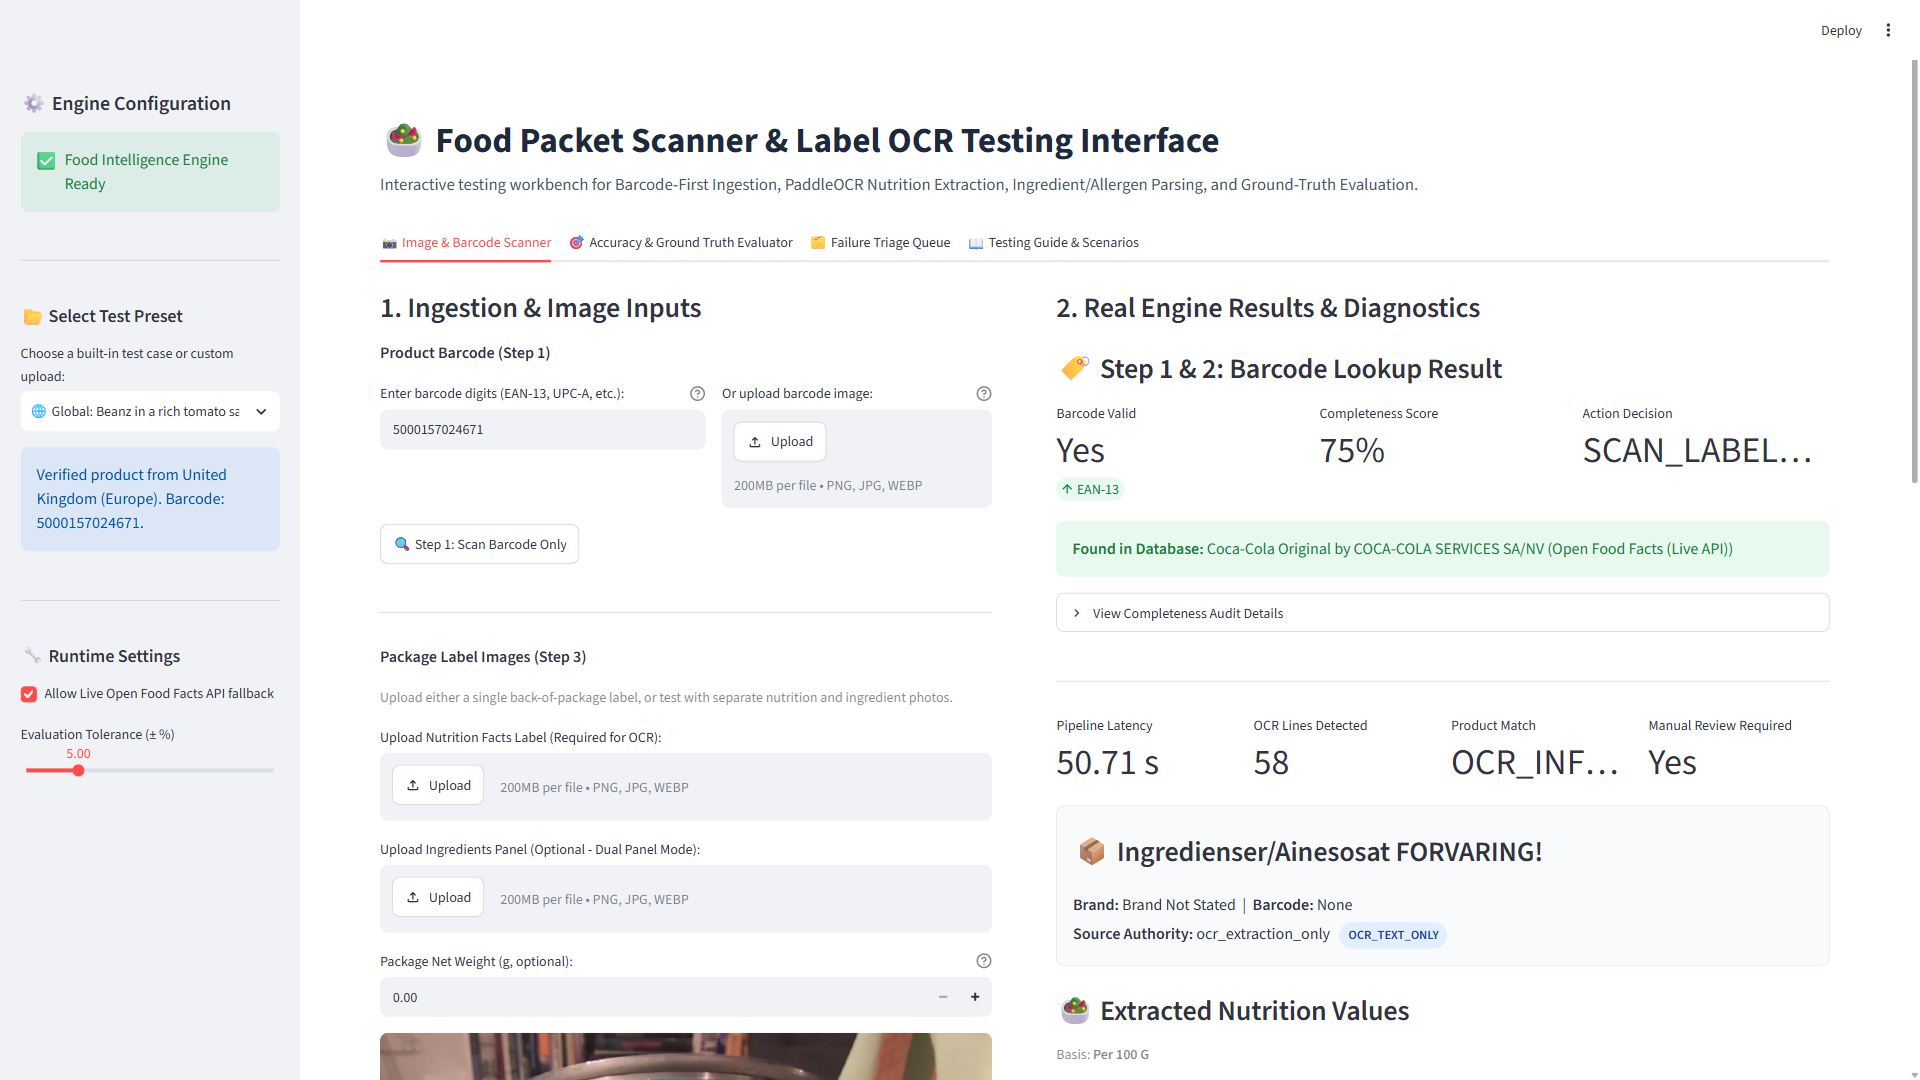 Deploy
Engine Configuration
Food Intelligence Engine
Ready
Select Test Preset
Choose a built-in test case or custom
upload:
Global: Beanz in a rich tomato sa
Verified product from United
Kingdom (Europe). Barcode:
5000157024671.
Runtime Settings
Allow Live Open Food Facts API fallback
Evaluation Tolerance (± %)
5.00
Food Packet Scanner & Label OCR Testing Interface
Interactive testing workbench for Barcode-First Ingestion, PaddleOCR Nutrition Extraction, Ingredient/Allergen Parsing, and Ground-Truth Evaluation.
Image & Barcode Scanner
Accuracy & Ground Truth Evaluator
Failure Triage Queue
Testing Guide & Scenarios
1. Ingestion & Image Inputs
Product Barcode (Step 1)
Enter barcode digits (EAN-13, UPC-A, etc.):
5000157024671
Or upload barcode image:
Upload
200MB per file • PNG, JPG, WEBP
Step 1: Scan Barcode Only
Package Label Images (Step 3)
Upload either a single back-of-package label, or test with separate nutrition and ingredient photos.
Upload Nutrition Facts Label (Required for OCR):
Upload 200MB per file • PNG, JPG, WEBP
Upload Ingredients Panel (Optional - Dual Panel Mode):
Upload 200MB per file • PNG, JPG, WEBP
Package Net Weight (g, optional):
0.00
2. Real Engine Results & Diagnostics
Step 1 & 2: Barcode Lookup Result
Barcode Valid
Yes
↑ EAN-13
Completeness Score
75%
Action Decision
SCAN_LABEL…
Found in Database: Coca-Cola Original by COCA-COLA SERVICES SA/NV (Open Food Facts (Live API))
View Completeness Audit Details
Pipeline Latency
50.71 s
OCR Lines Detected
58
Product Match
OCR_INF…
Manual Review Required
Yes
Ingredienser/Ainesosat FORVARING!
Brand: Brand Not Stated | Barcode: None
Source Authority: ocr_extraction_only OCR_TEXT_ONLY
Extracted Nutrition Values
Basis: Per 100 G